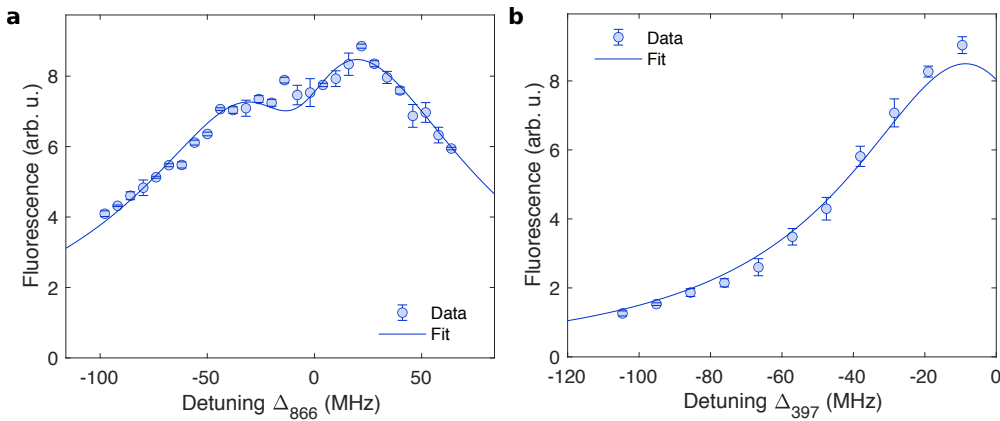 a
Fluorescence (arb. u.)
8
6
4
2
0
-100 -50 0 50
Detuning Δ866 (MHz)
Data
Fit
b
Fluorescence (arb. u.)
8
6
4
2
0
-120 -100 -80 -60 -40 -20 0
Detuning Δ397 (MHz)
Data
Fit